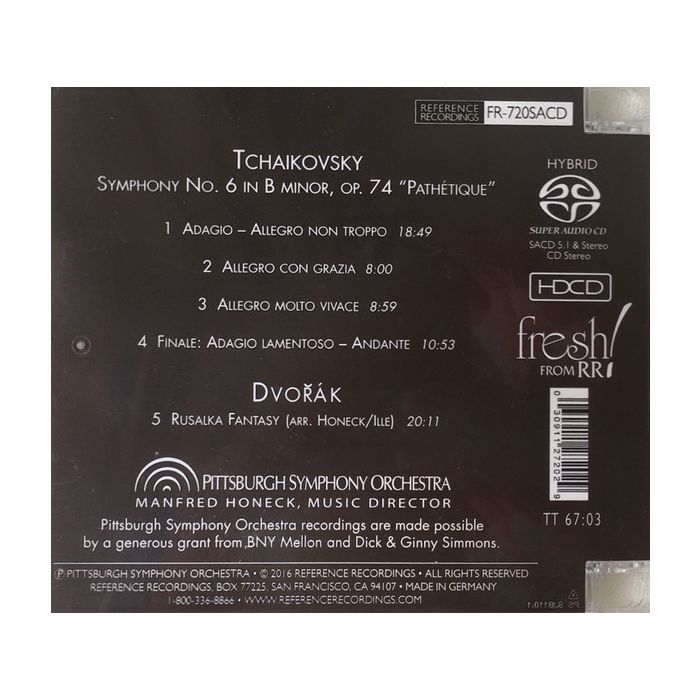 REFERENCE RECORDINGS FR-720SACD
TCHAIKOVSKY
SYMPHONY NO. 6 IN B MINOR, OP. 74 "PATHÉTIQUE"
1 ADAGIO – ALLEGRO NON TROPPO 18:49
2 ALLEGRO CON GRAZIA 8:00
3 ALLEGRO MOLTO VIVACE 8:59
4 FINALE: ADAGIO LAMENTOSO – ANDANTE 10:53
DVOŘÁK
5 RUSALKA FANTASY (ARR. HONECK/ILLE) 20:11
PITTSBURGH SYMPHONY ORCHESTRA
MANFRED HONECK, MUSIC DIRECTOR
Pittsburgh Symphony Orchestra recordings are made possible
by a generous grant from BNY Mellon and Dick & Ginny Simmons.
HYBRID
SUPER AUDIO CD
SACD 5.1 & Stereo
CD Stereo
HDCD
fresh!
FROM RR
0 30911 27202 9
TT 67:03
℗ PITTSBURGH SYMPHONY ORCHESTRA • © 2016 REFERENCE RECORDINGS • ALL RIGHTS RESERVED
REFERENCE RECORDINGS, BOX 77225, SAN FRANCISCO, CA 94107 • MADE IN GERMANY
1-800-336-8866 • WWW.REFERENCERECORDINGS.COM